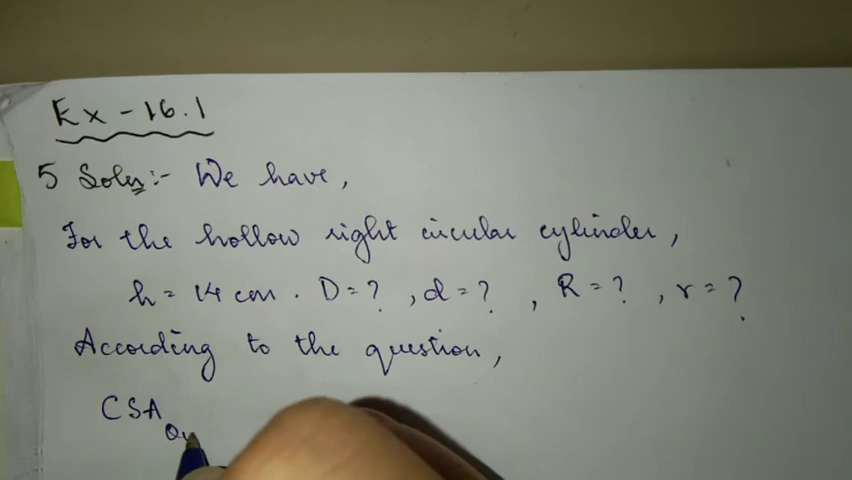 Ex - 16.1
5 Soln:- We have,
For the hollow right circular cylinder,
h = 14 cm. D = ?, d = ?, R = ?, r = ?
According to the question,
CSA